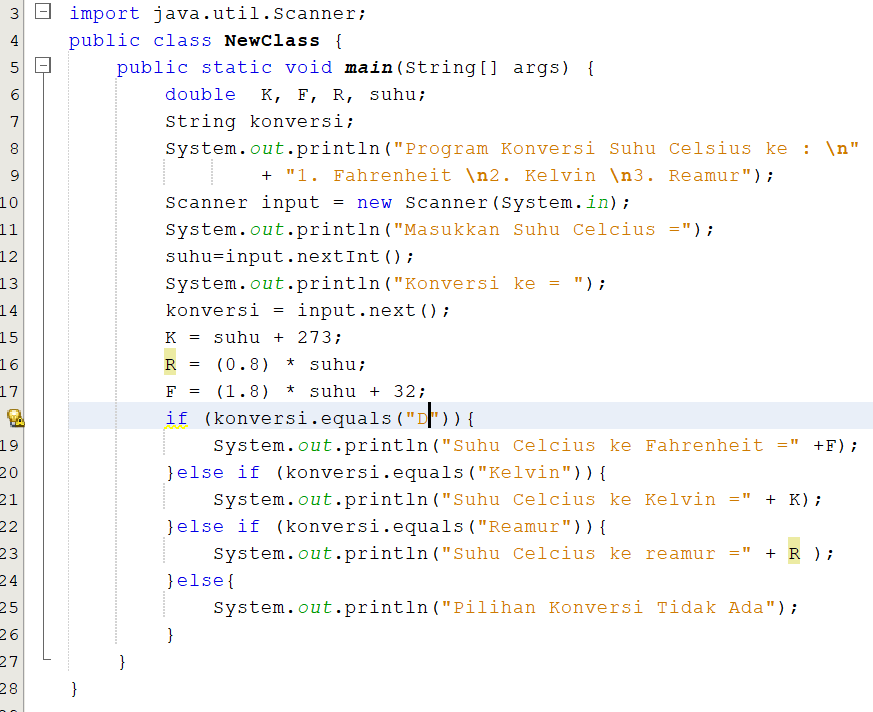 3 import java.util.Scanner;
4 public class NewClass {
5 public static void main(String[] args) {
6 double  K, F, R, suhu;
7 String konversi;
8 System.out.println("Program Konversi Suhu Celsius ke : \n"
9 + "1. Fahrenheit \n2. Kelvin \n3. Reamur");
10 Scanner input = new Scanner(System.in);
11 System.out.println("Masukkan Suhu Celcius =");
12 suhu=input.nextInt();
13 System.out.println("Konversi ke = ");
14 konversi = input.next();
15 K = suhu + 273;
16 R = (0.8) * suhu;
17 F = (1.8) * suhu + 32;
if (konversi.equals("D")){
19 System.out.println("Suhu Celcius ke Fahrenheit =" +F);
20 }else if (konversi.equals("Kelvin")){
21 System.out.println("Suhu Celcius ke Kelvin =" + K);
22 }else if (konversi.equals("Reamur")){
23 System.out.println("Suhu Celcius ke reamur =" + R );
24 }else{
25 System.out.println("Pilihan Konversi Tidak Ada");
26 }
27 }
28 }